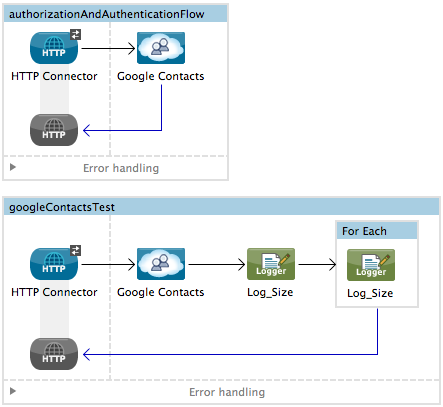 authorizationAndAuthenticationFlow
HTTP
HTTP Connector
Google Contacts
HTTP
Error handling
googleContactsTest
For Each
HTTP
HTTP Connector
Google Contacts
Logger
Log_Size
Logger
Log_Size
HTTP
Error handling